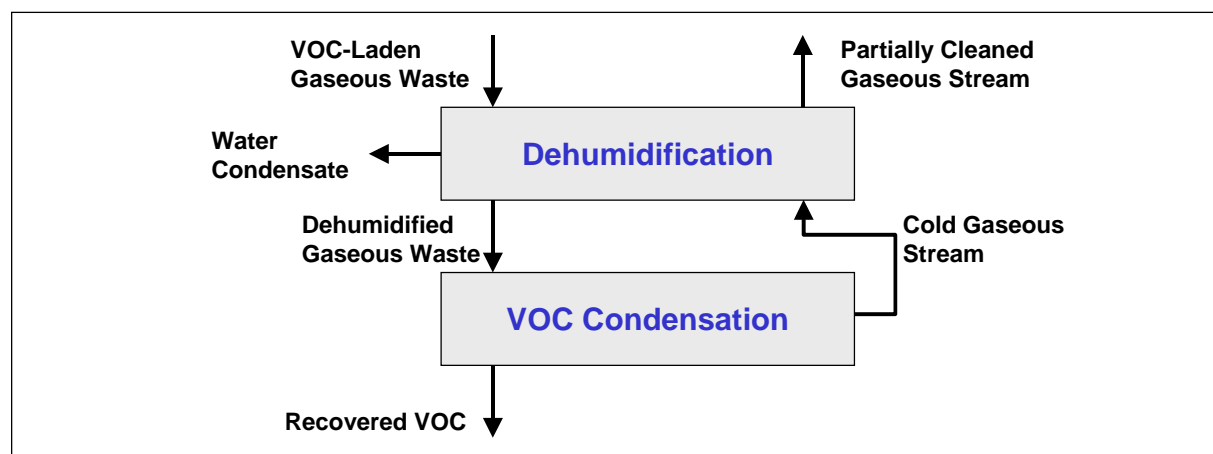 VOC-Laden
Gaseous Waste
Partially Cleaned
Gaseous Stream
Water
Condensate
Dehumidification
Dehumidified
Gaseous Waste
Cold Gaseous
Stream
VOC Condensation
Recovered VOC